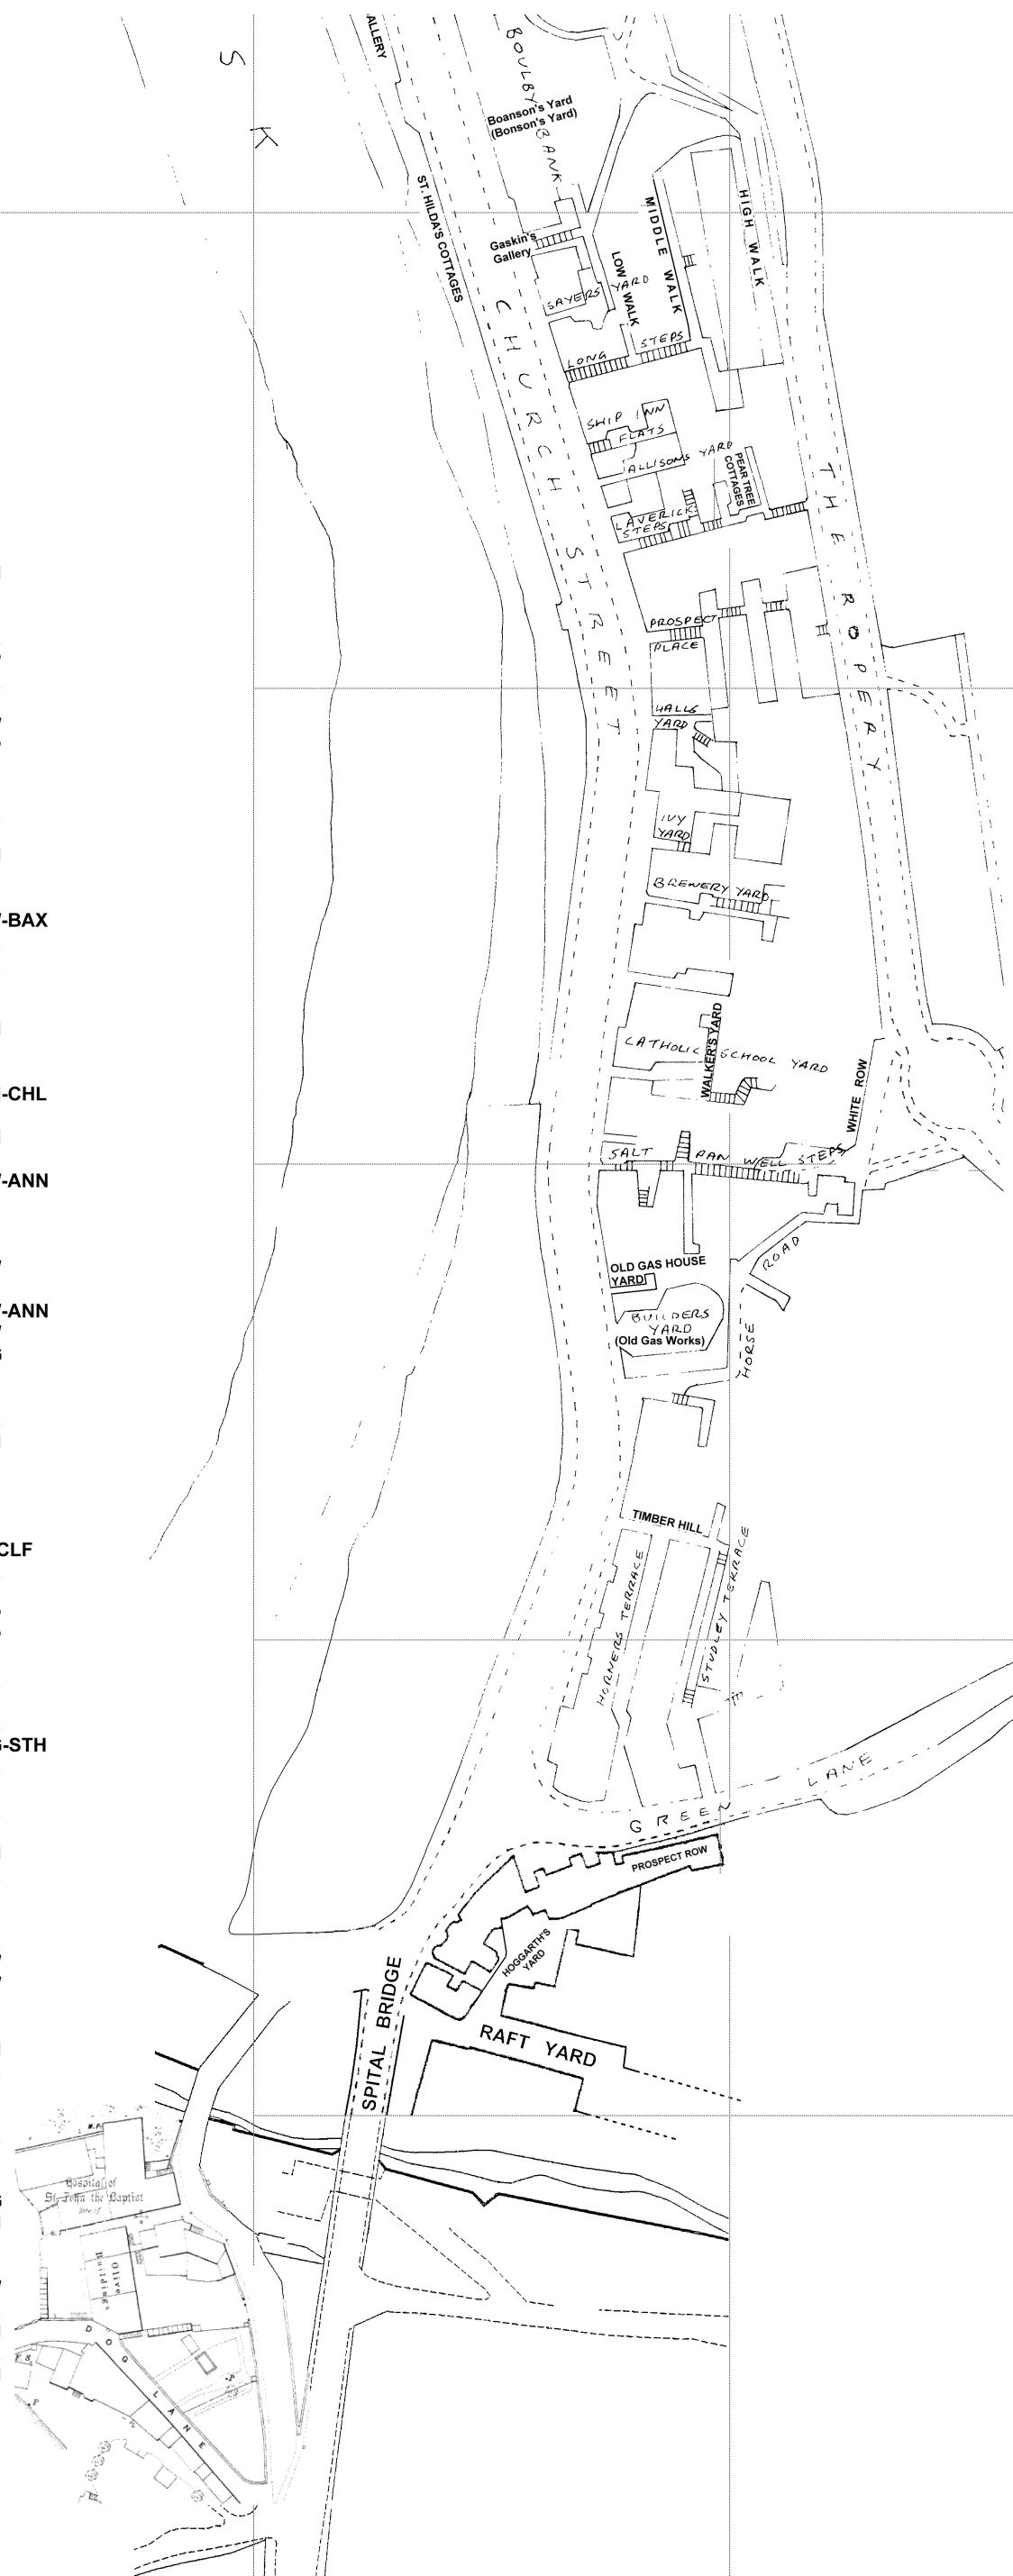 S
K
ALLERY
BOULBY BANK
Boanson's Yard
(Bonson's Yard)
ST. HILDA'S COTTAGES
Gaskin's
Gallery
SAYERS YARD
LOW WALK
MIDDLE WALK
HIGH WALK
CHURCH STREET
LONG STEPS
SHIP INN
FLATS
ALLISONS YARD
PEAR TREE
COTTAGES
LAVERICK
STEPS
THE ROPERY
PROSPECT
PLACE
HALLS
YARD
IVY
YARD
BREWERY YARD
-BAX
CATHOLIC SCHOOL YARD
WALKER'S YARD
WHITE ROW
-CHL
SALT PAN WELL STEPS
-ANN
OLD GAS HOUSE
YARD
HORSE ROAD
BUILDERS
YARD
(Old Gas Works)
-ANN
TIMBER HILL
HORNERS TERRACE
STUDLEY TERRACE
CLF
-STH
GREEN LANE
PROSPECT ROW
HOGGARTH'S
YARD
SPITAL BRIDGE
RAFT YARD
Hospital of
St. John the Baptist
(Site of)
Olive
Buildings
DOG LANE
F.S.
P
P